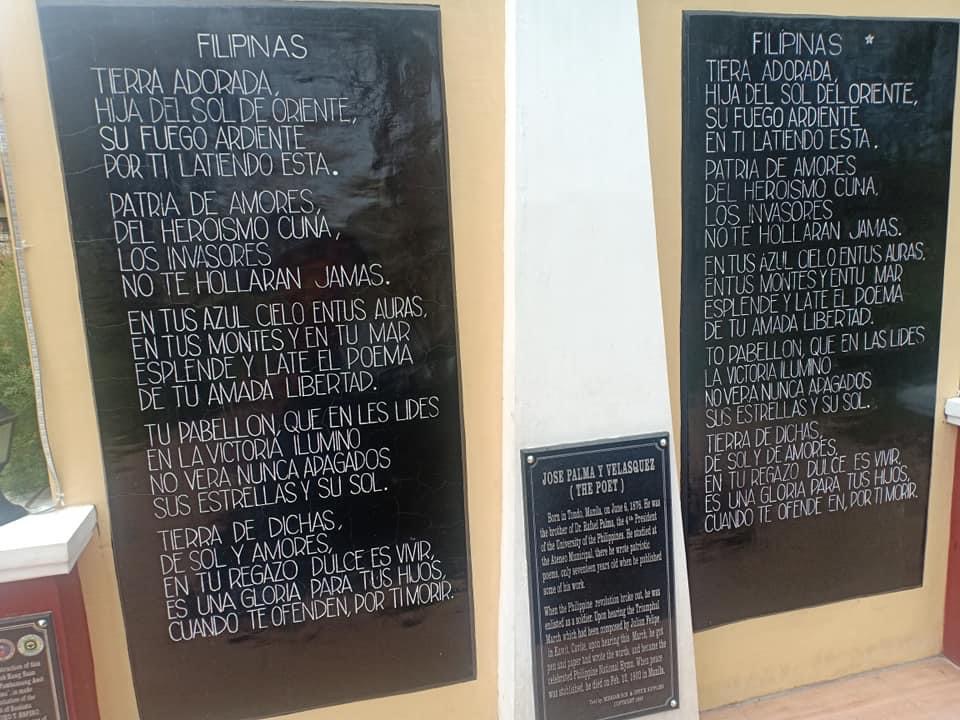 FILIPINAS
TIERRA ADORADA,
HIJA DEL SOL DE ORIENTE,
SU FUEGO ARDIENTE
POR TI LATIENDO ESTA.
PATRIA DE AMORES,
DEL HEROISMO CUNA,
LOS INVASORES
NO TE HOLLARAN JAMAS.
EN TUS AZUL CIELO ENTUS AURAS,
EN TUS MONTES Y EN TU MAR
ESPLENDE Y LATE EL POEMA
DE TU AMADA LIBERTAD.
TU PABELLON, QUE EN LES LIDES
EN LA VICTORIA ILUMINO
NO VERA NUNCA APAGADOS
SUS ESTRELLAS Y SU SOL.
TIERRA DE DICHAS,
DE SOL Y AMORES,
EN TU REGAZO DULCE ES VIVIR,
ES UNA GLORIA PARA TUS HIJOS,
CUANDO TE OFENDEN, POR TI MORIR.
JOSE PALMA Y VELASQUEZ
( THE POET )
Born in Tondo, Manila, on June 6, 1876. He was
the brother of Dr. Rafael Palma, the 4th President
of the University of the Philippines. He studied at
the Ateneo Municipal, there he wrote patriotic
poems, only seventeen years old when he published
some of his work.
When the Philippine revolution broke out, he was
enlisted as a soldier. Upon hearing the Triumphal
March which had been composed by Julian Felipe
in Kawit, Cavite, upon hearing this March, he got
pen and paper and wrote the words, and became the
celebrated Philippine National Hymn. When peace
was established, he died on Feb. 12, 1903 in Manila.
FILIPINAS *
TIERA ADORADA,
HIJA DEL SOL DEL ORIENTE,
SU FUEGO ARDIENTE
EN TI LATIENDO ESTA.
PATRIA DE AMORES
DEL HEROISMO CUNA,
LOS INVASORES
NO TE HOLLARAN JAMAS.
EN TUS AZUL CIELO ENTUS AURAS,
ENTUS MONTES Y ENTU MAR
ESPLENDE Y LATE EL POEMA
DE TU AMADA LIBERTAD.
TO PABELLON, QUE EN LAS LIDES
LA VICTORIA ILUMINO
NO VERA NUNCA APAGADOS
SUS ESTRELLAS Y SU SOL.
TIERRA DE DICHAS,
DE SOL Y DE AMORES,
EN TU REGAZO DULCE ES VIVIR,
ES UNA GLORIA PARA TUS HIJOS,
CUANDO TE OFENDE EN, POR TI MORIR.